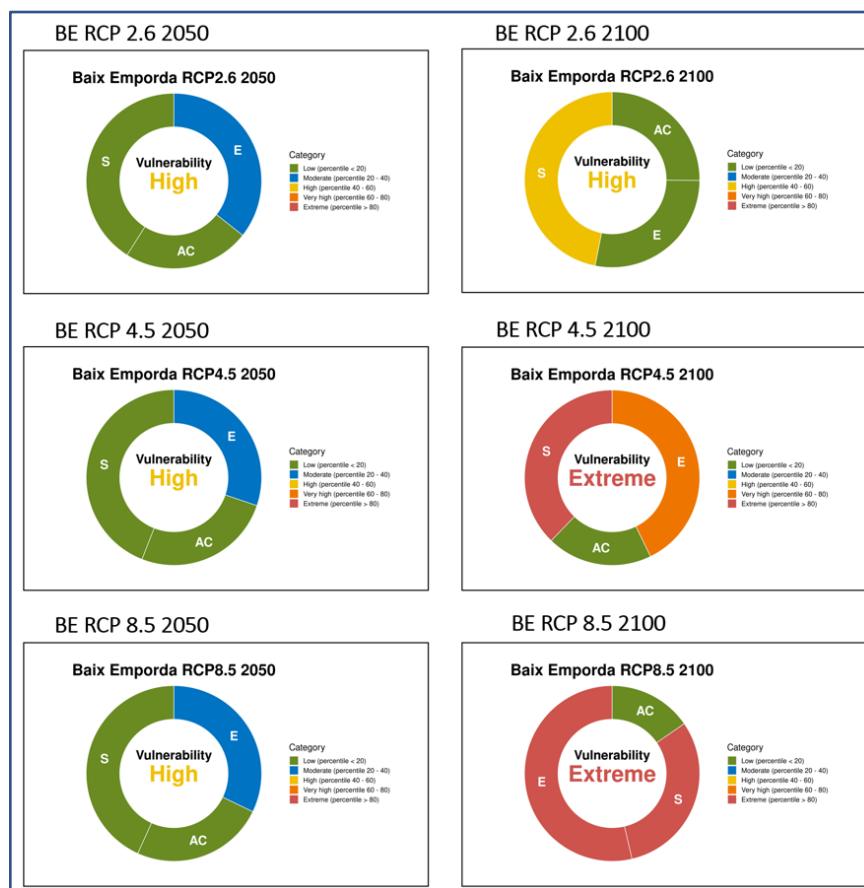 BE RCP 2.6 2050
Baix Emporda RCP2.6 2050
E
S
AC
Vulnerability
High
Category
Low (percentile < 20)
Moderate (percentile 20 - 40)
High (percentile 40 - 60)
Very high (percentile 60 - 80)
Extreme (percentile > 80)
BE RCP 2.6 2100
Baix Emporda RCP2.6 2100
AC
S
E
Vulnerability
High
Category
Low (percentile < 20)
Moderate (percentile 20 - 40)
High (percentile 40 - 60)
Very high (percentile 60 - 80)
Extreme (percentile > 80)
BE RCP 4.5 2050
Baix Emporda RCP4.5 2050
E
S
AC
Vulnerability
High
Category
Low (percentile < 20)
Moderate (percentile 20 - 40)
High (percentile 40 - 60)
Very high (percentile 60 - 80)
Extreme (percentile > 80)
BE RCP 4.5 2100
Baix Emporda RCP4.5 2100
S
E
AC
Vulnerability
Extreme
Category
Low (percentile < 20)
Moderate (percentile 20 - 40)
High (percentile 40 - 60)
Very high (percentile 60 - 80)
Extreme (percentile > 80)
BE RCP 8.5 2050
Baix Emporda RCP8.5 2050
E
S
AC
Vulnerability
High
Category
Low (percentile < 20)
Moderate (percentile 20 - 40)
High (percentile 40 - 60)
Very high (percentile 60 - 80)
Extreme (percentile > 80)
BE RCP 8.5 2100
Baix Emporda RCP8.5 2100
AC
E
S
Vulnerability
Extreme
Category
Low (percentile < 20)
Moderate (percentile 20 - 40)
High (percentile 40 - 60)
Very high (percentile 60 - 80)
Extreme (percentile > 80)